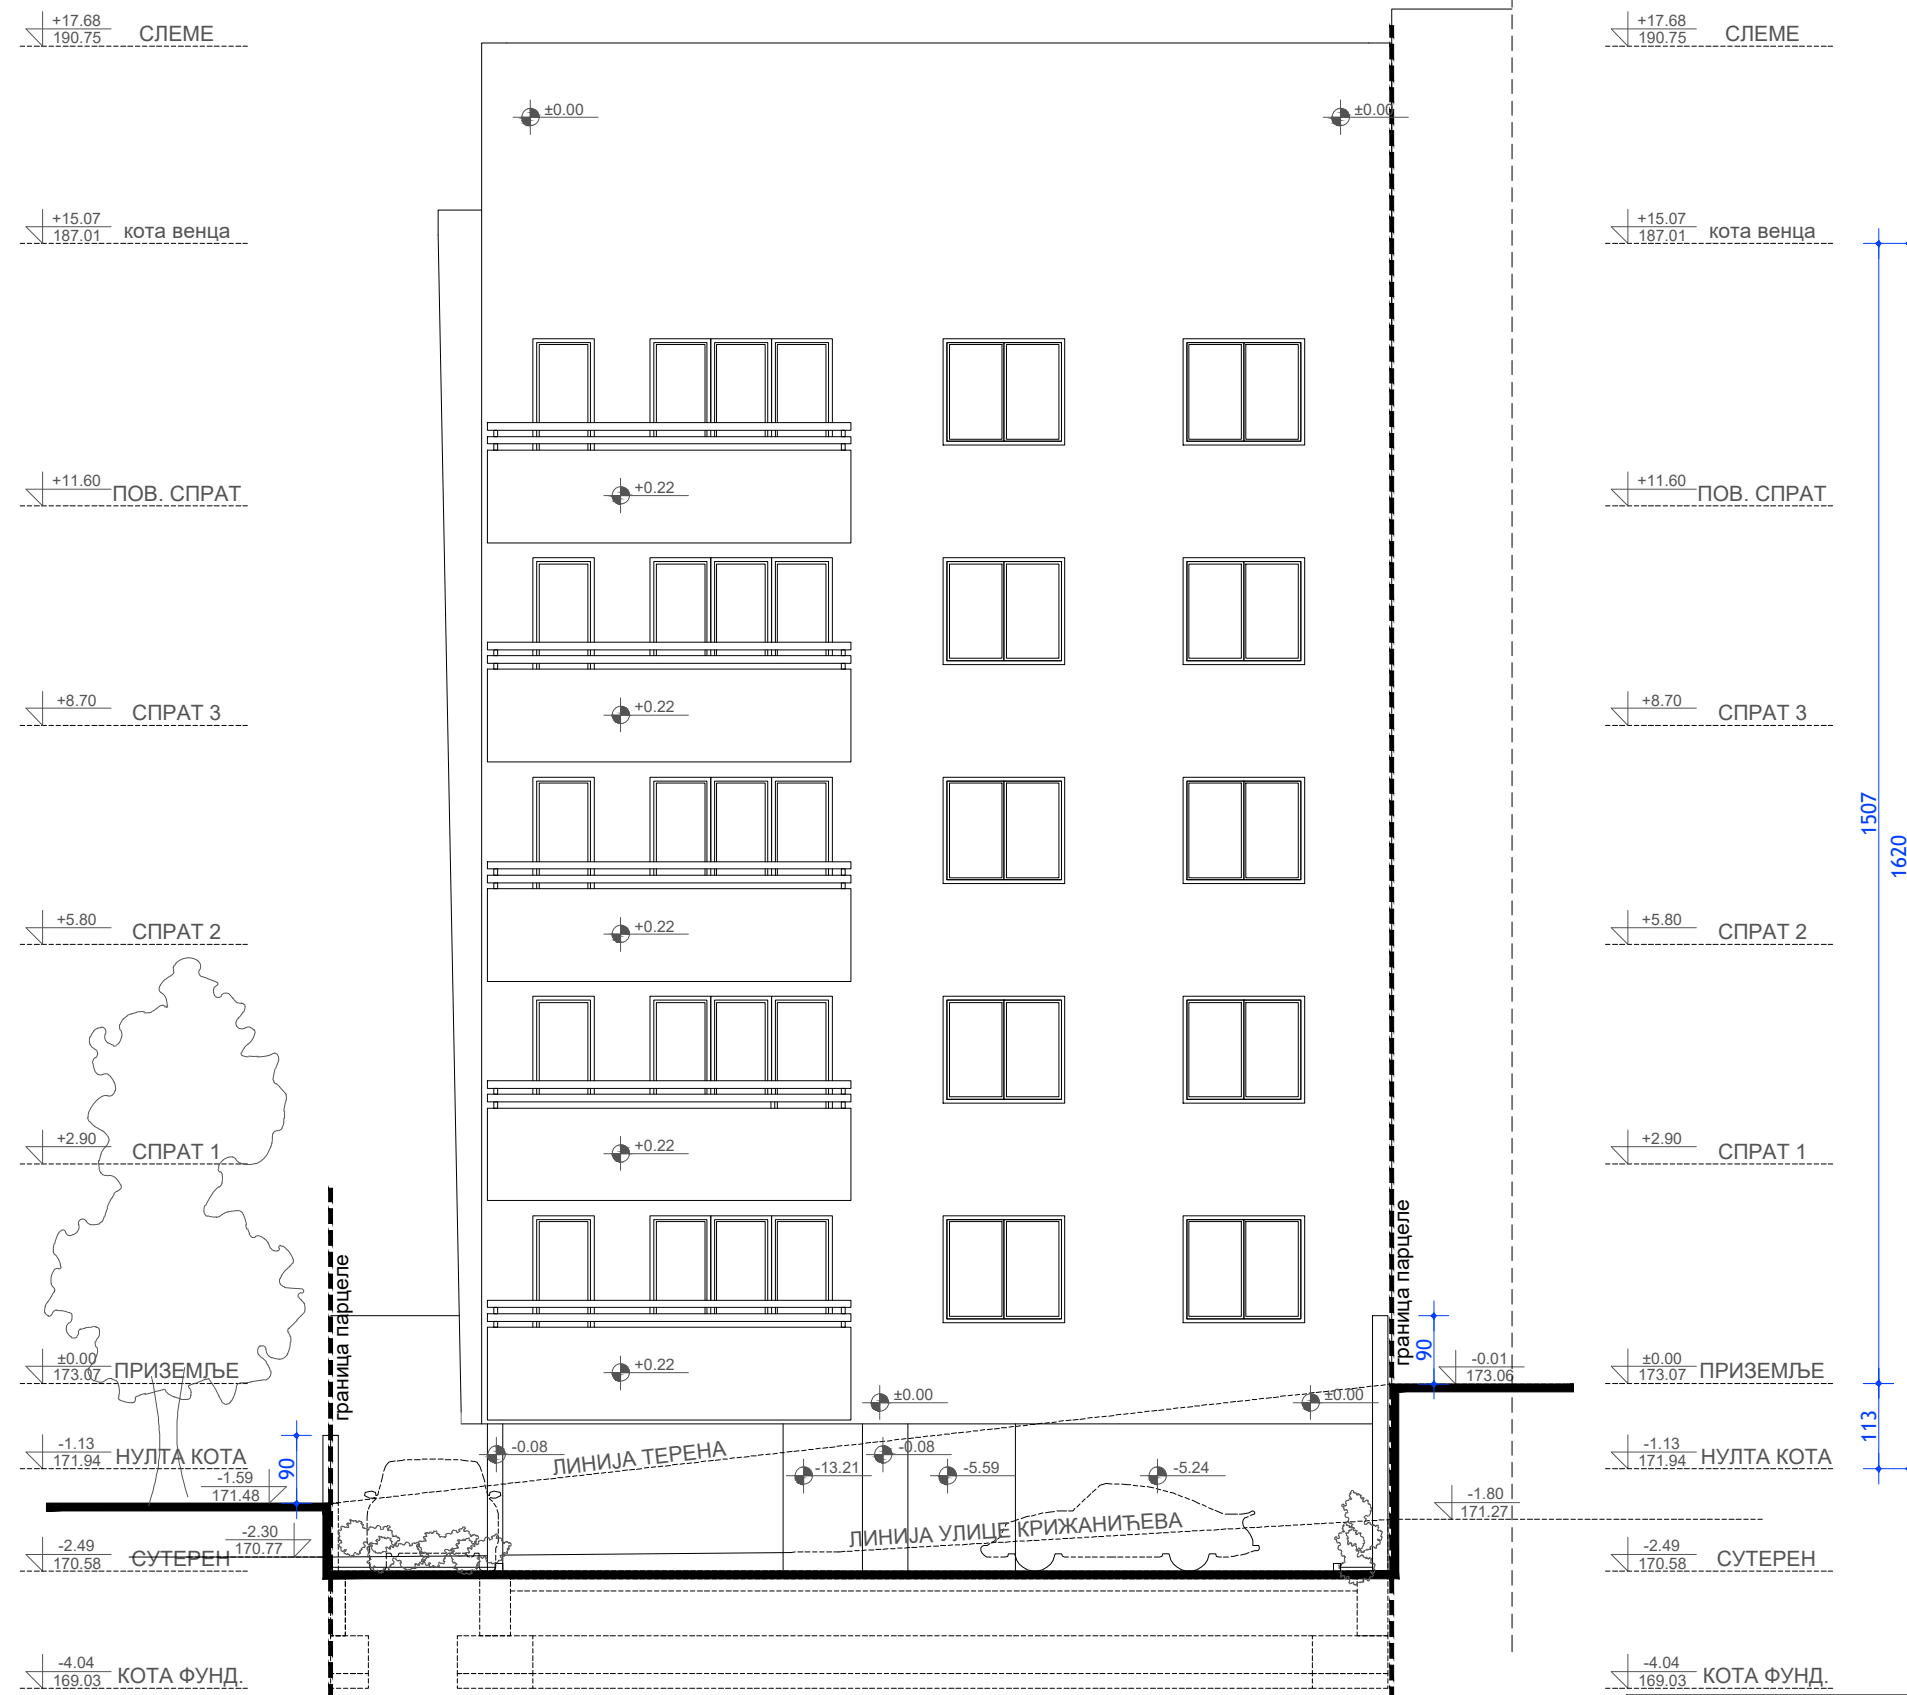 +17.68 СЛЕМЕ
190.75
+17.68 СЛЕМЕ
190.75
±0.00
±0.00
+15.07 кота венца
187.01
+15.07 кота венца
187.01
+11.60 ПОВ. СПРАТ
+0.22
+11.60 ПОВ. СПРАТ
+8.70 СПРАТ 3
+0.22
+8.70 СПРАТ 3
1507
1620
+5.80 СПРАТ 2
+0.22
+5.80 СПРАТ 2
+2.90 СПРАТ 1
+0.22
+2.90 СПРАТ 1
граница парцеле
граница парцеле
90
±0.00 ПРИЗЕМЉЕ
173.07
+0.22
-0.01
173.06
±0.00 ПРИЗЕМЉЕ
173.07
±0.00
±0.00
113
-1.13 НУЛТА КОТА
171.94
90
-0.08
ЛИНИЈА ТЕРЕНА
-0.08
-13.21
-5.59
-5.24
-1.13 НУЛТА КОТА
171.94
-1.59
171.48
-1.80
171.27
-2.30
170.77
ЛИНИЈА УЛИЦЕ КРИЖАНИЋЕВА
-2.49 СУТЕРЕН
170.58
-2.49 СУТЕРЕН
170.58
-4.04 КОТА ФУНД.
169.03
-4.04 КОТА ФУНД.
169.03